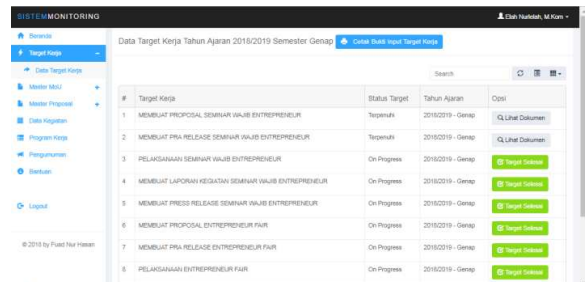 SISTEMMONITORING
Elah Nurlelah, M.Kom
Beranda
Target Kerja
Data Target Kerja
Master MoU
Master Proposal
Data Kegiatan
Program Kerja
Pengumuman
Bantuan
Logout
© 2018 by Fuad Nur Hasan
Data Target Kerja Tahun Ajaran 2018/2019 Semester Genap Cetak Bukti Input Target Kerja
Search
# Target Kerja Status Target Tahun Ajaran Opsi
1 MEMBUAT PROPOSAL SEMINAR WAJIB ENTREPRENEUR Terpenuhi 2018/2019 - Genap Lihat Dokumen
2 MEMBUAT PRA RELEASE SEMINAR WAJIB ENTREPRENEUR Terpenuhi 2018/2019 - Genap Lihat Dokumen
3 PELAKSANAAN SEMINAR WAJIB ENTREPRENEUR On Progress 2018/2019 - Genap Target Selesai
4 MEMBUAT LAPORAN KEGIATAN SEMINAR WAJIB ENTREPRENEUR On Progress 2018/2019 - Genap Target Selesai
5 MEMBUAT PRESS RELEASE SEMINAR WAJIB ENTREPRENEUR On Progress 2018/2019 - Genap Target Selesai
6 MEMBUAT PROPOSAL ENTREPRENEUR FAIR On Progress 2018/2019 - Genap Target Selesai
7 MEMBUAT PRA RELEASE ENTREPRENEUR FAIR On Progress 2018/2019 - Genap Target Selesai
8 PELAKSANAAN ENTREPRENEUR FAIR On Progress 2018/2019 - Genap Target Selesai